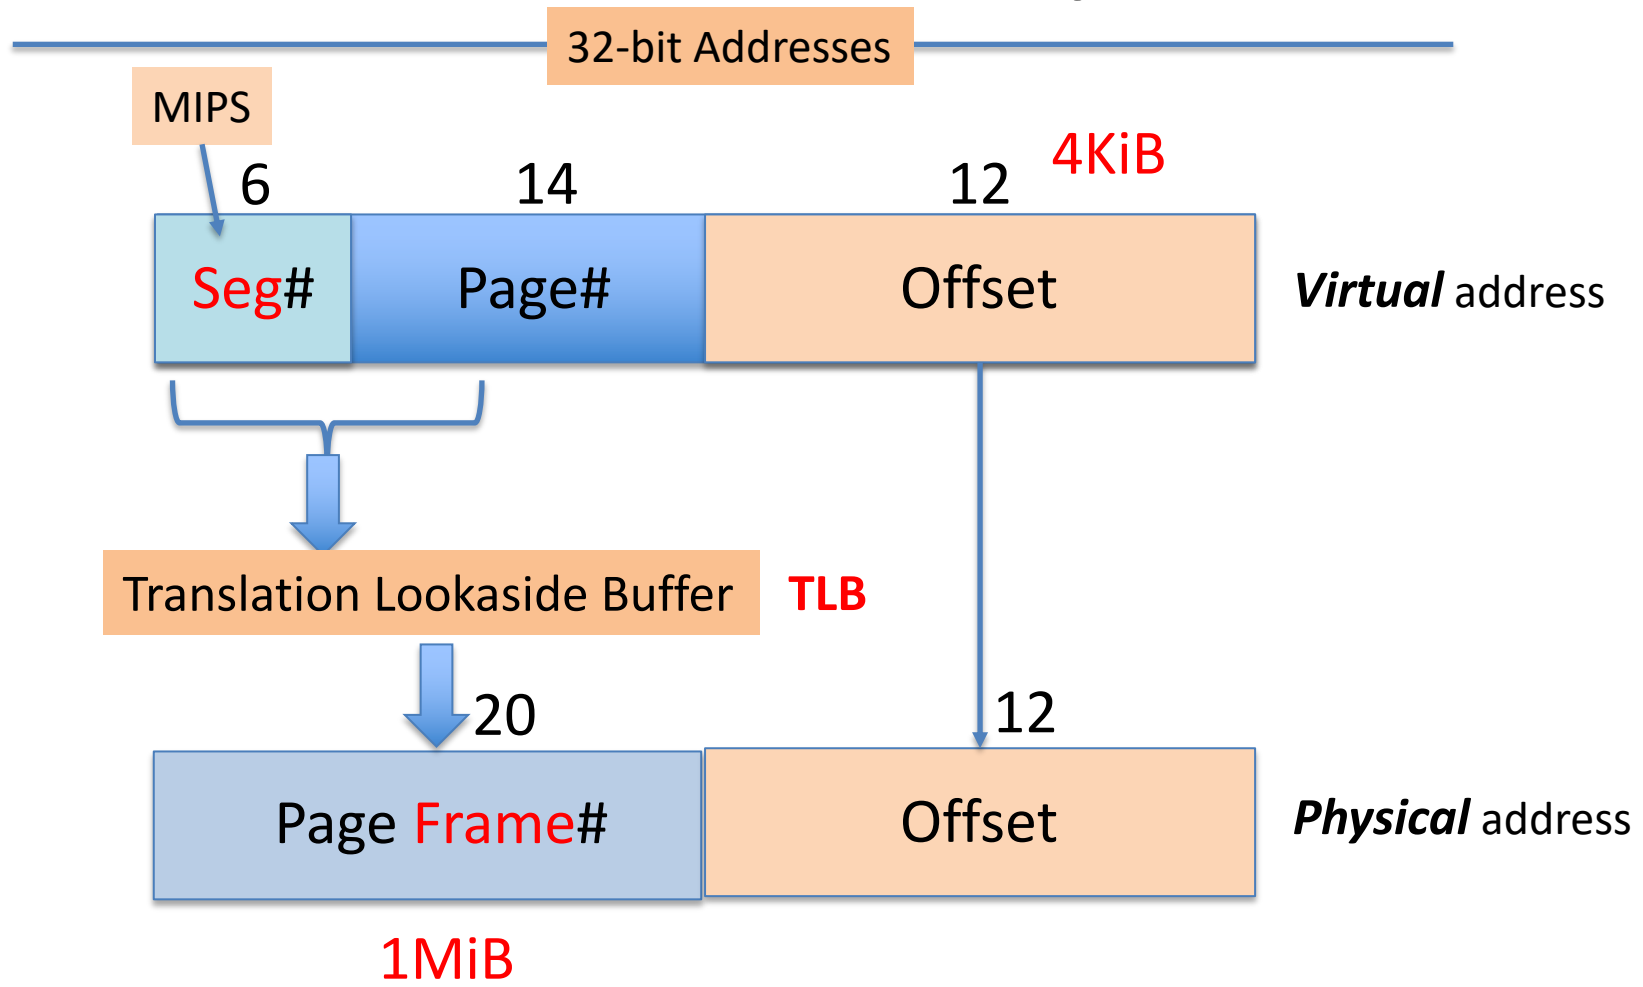 32-bit Addresses
MIPS
4KiB
6 14 12
Seg# Page# Offset
Virtual address
Translation Lookaside Buffer TLB
20 12
Page Frame# Offset
Physical address
1MiB